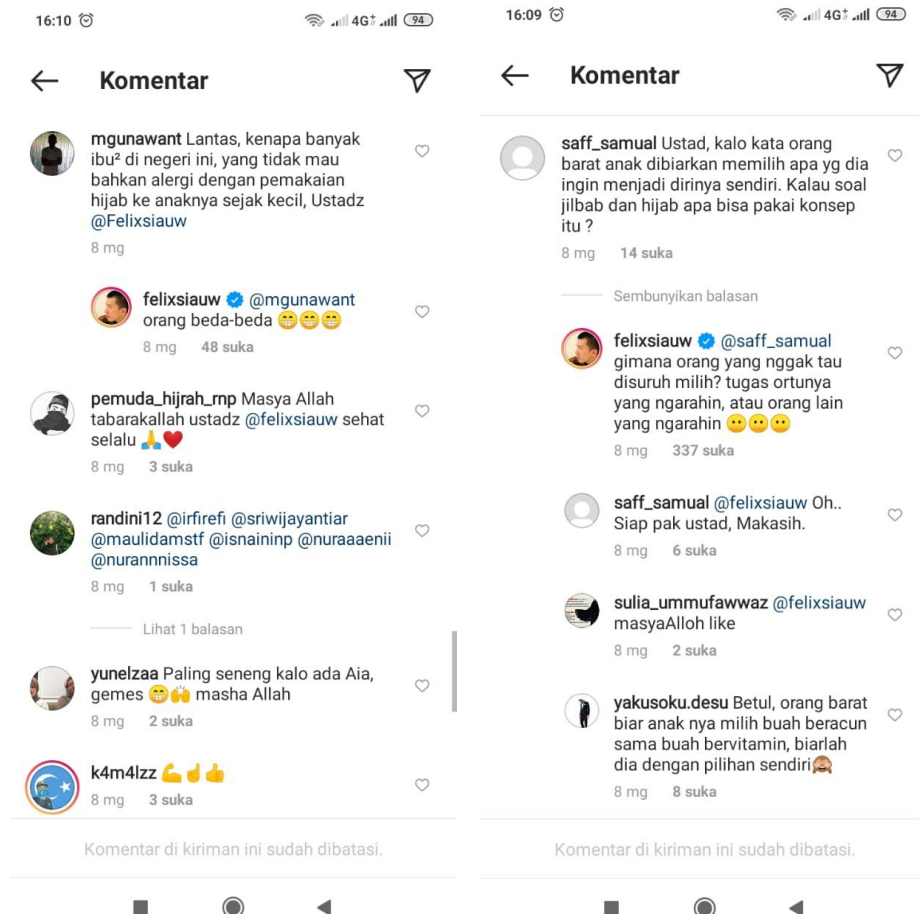 16:10
4G+ 94
Komentar
mgunawant Lantas, kenapa banyak
ibu² di negeri ini, yang tidak mau
bahkan alergi dengan pemakaian
hijab ke anaknya sejak kecil, Ustadz
@Felixsiauw
8 mg
felixsiauw @mgunawant
orang beda-beda 😁😁😁
8 mg 48 suka
pemuda_hijrah_rnp Masya Allah
tabarakallah ustadz @felixsiauw sehat
selalu 🙏❤️
8 mg 3 suka
randini12 @irfirefi @sriwijayantiar
@maulidamstf @isnaininp @nuraaaenii
@nurannnissa
8 mg 1 suka
Lihat 1 balasan
yunelzaa Paling seneng kalo ada Aia,
gemes 😁🙌 masha Allah
8 mg 2 suka
k4m4lzz 💪☝️👍
8 mg 3 suka
Komentar di kiriman ini sudah dibatasi.
16:09
4G+ 94
Komentar
saff_samual Ustad, kalo kata orang
barat anak dibiarkan memilih apa yg dia
ingin menjadi dirinya sendiri. Kalau soal
jilbab dan hijab apa bisa pakai konsep
itu ?
8 mg 14 suka
Sembunyikan balasan
felixsiauw @saff_samual
gimana orang yang nggak tau
disuruh milih? tugas ortunya
yang ngarahin, atau orang lain
yang ngarahin 😶😶😶
8 mg 337 suka
saff_samual @felixsiauw Oh..
Siap pak ustad, Makasih.
8 mg 6 suka
sulia_ummufawwaz @felixsiauw
masyaAlloh like
8 mg 2 suka
yakusoku.desu Betul, orang barat
biar anak nya milih buah beracun
sama buah bervitamin, biarlah
dia dengan pilihan sendiri🙈
8 mg 8 suka
Komentar di kiriman ini sudah dibatasi.